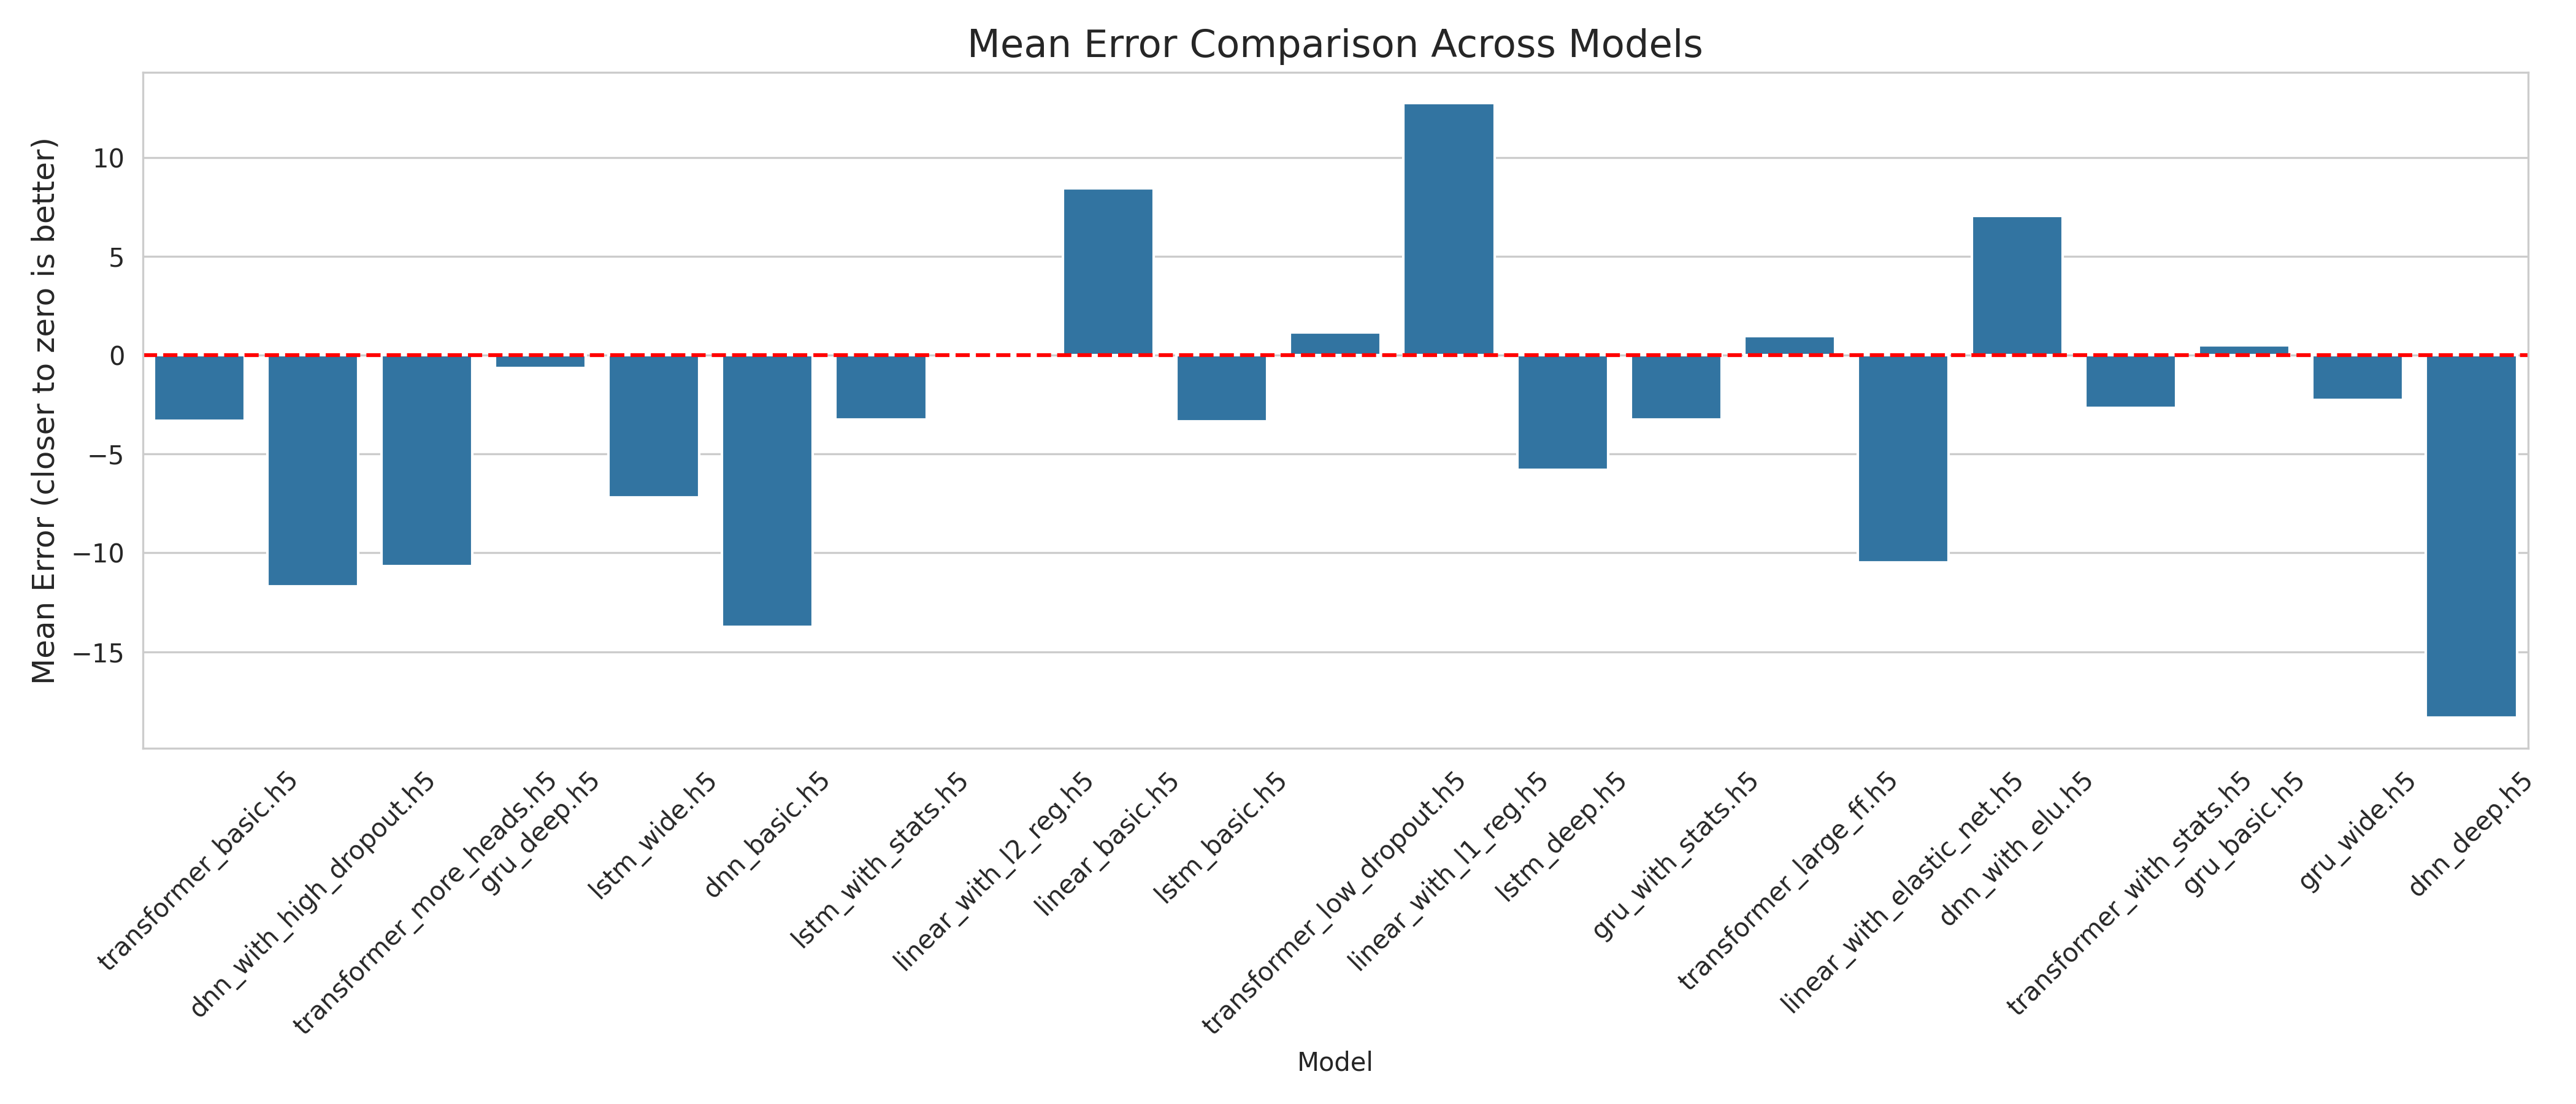 Mean Error Comparison Across Models
Mean Error (closer to zero is better)
10
5
0
−5
−10
−15
transformer_basic.h5
dnn_with_high_dropout.h5
transformer_more_heads.h5
gru_deep.h5
lstm_wide.h5
dnn_basic.h5
lstm_with_stats.h5
linear_with_l2_reg.h5
linear_basic.h5
lstm_basic.h5
transformer_low_dropout.h5
linear_with_l1_reg.h5
lstm_deep.h5
gru_with_stats.h5
transformer_large_ff.h5
linear_with_elastic_net.h5
dnn_with_elu.h5
transformer_with_stats.h5
gru_basic.h5
gru_wide.h5
dnn_deep.h5
Model